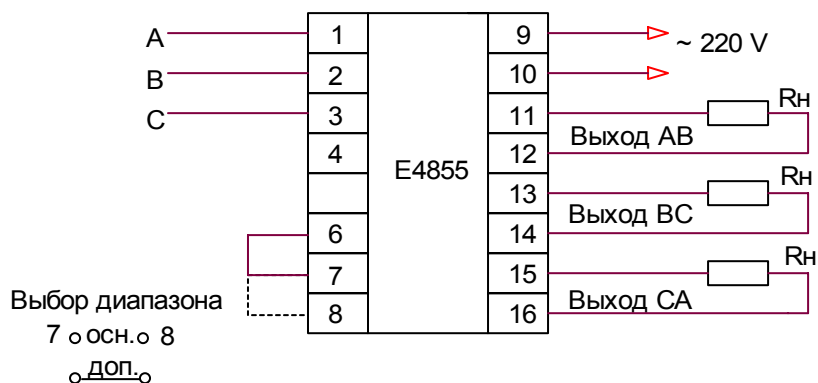 A 1 9 ~ 220 V
B 2 10
C 3 11 Rн
Выход AB
4 12
E4855
13 Rн
Выход BC
6 14
7 15 Rн
Выход CA
8 16
Выбор диапазона
7 осн. 8
доп.